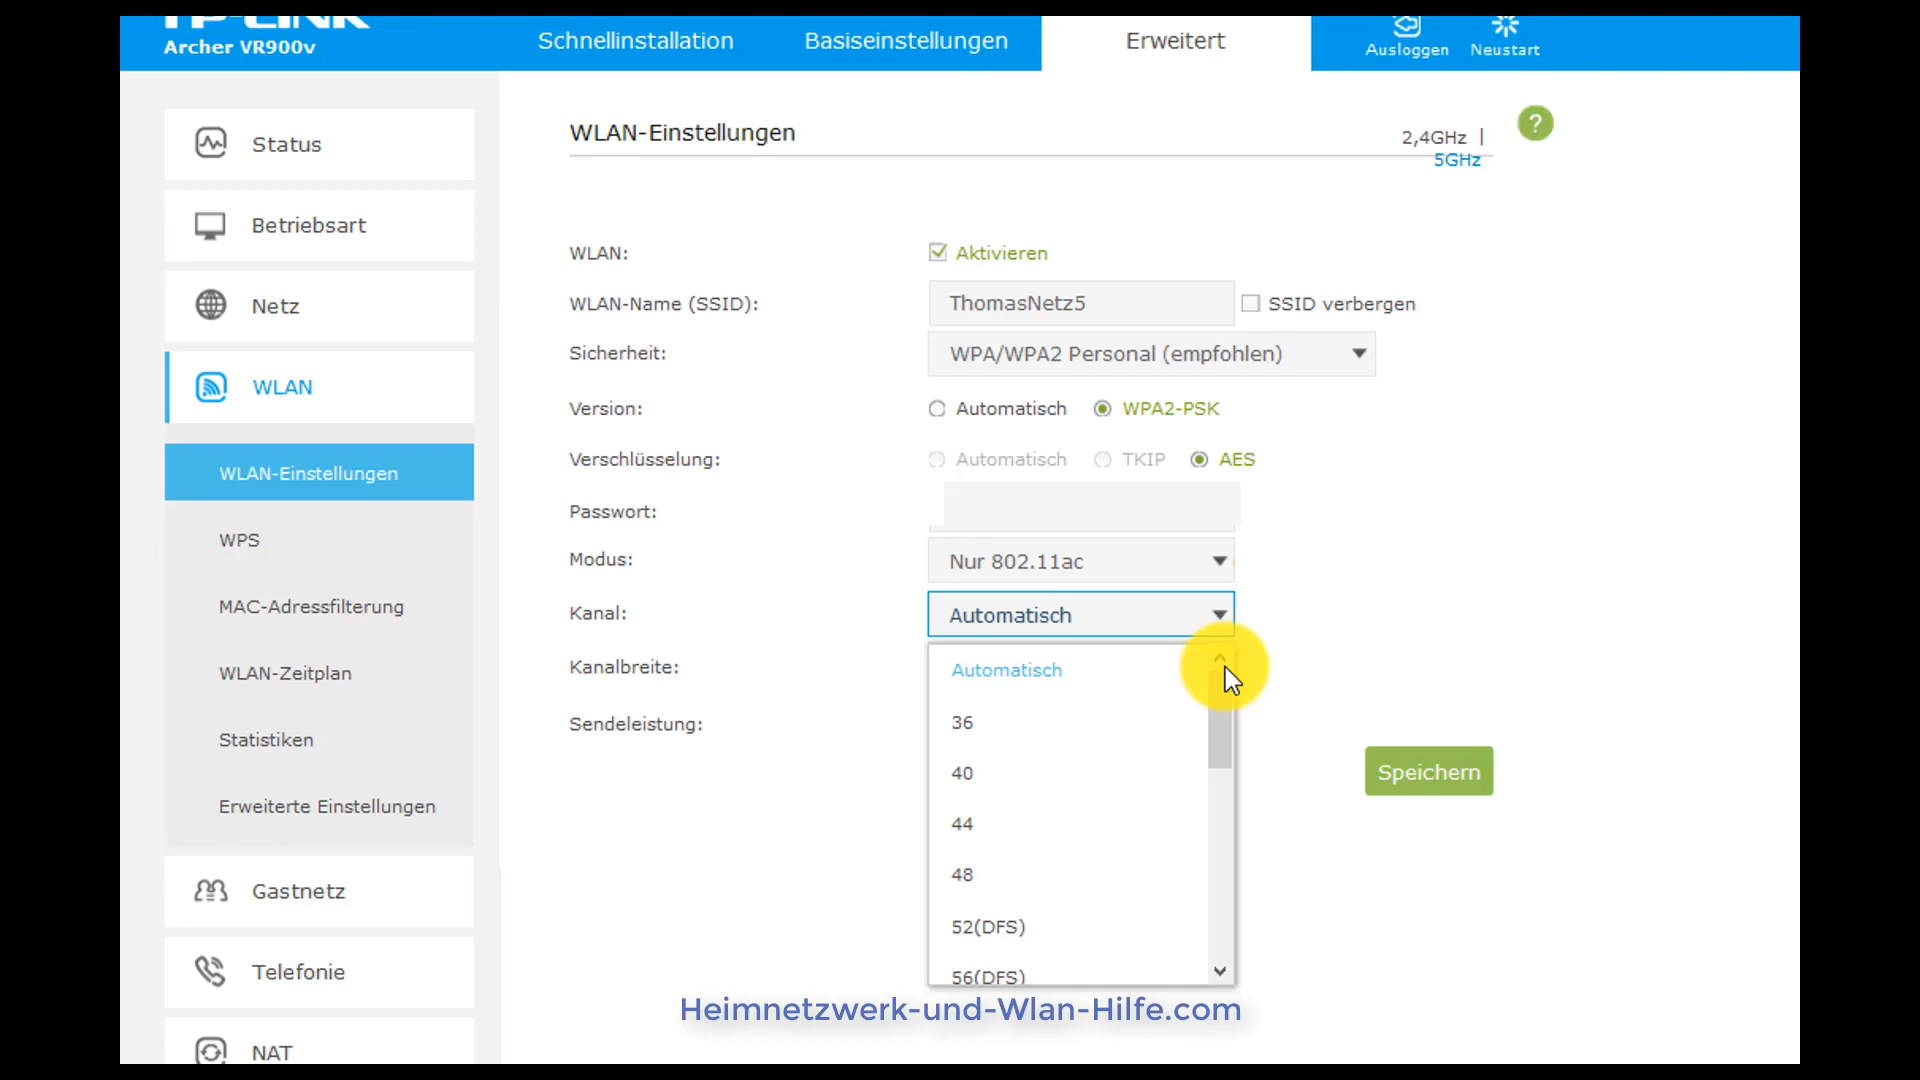 TP-LINK
Archer VR900v
Schnellinstallation
Basiseinstellungen
Erweitert
Ausloggen
Neustart
Status
Betriebsart
Netz
WLAN
WLAN-Einstellungen
WPS
MAC-Adressfilterung
WLAN-Zeitplan
Statistiken
Erweiterte Einstellungen
Gastnetz
Telefonie
NAT
WLAN-Einstellungen
2,4GHz |
5GHz
?
WLAN: Aktivieren
WLAN-Name (SSID): ThomasNetz5 SSID verbergen
Sicherheit: WPA/WPA2 Personal (empfohlen)
Version: Automatisch WPA2-PSK
Verschlüsselung: Automatisch TKIP AES
Passwort:
Modus: Nur 802.11ac
Kanal: Automatisch
Kanalbreite:
Sendeleistung:
Automatisch
36
40
44
48
52(DFS)
56(DFS)
Speichern
Heimnetzwerk-und-Wlan-Hilfe.com